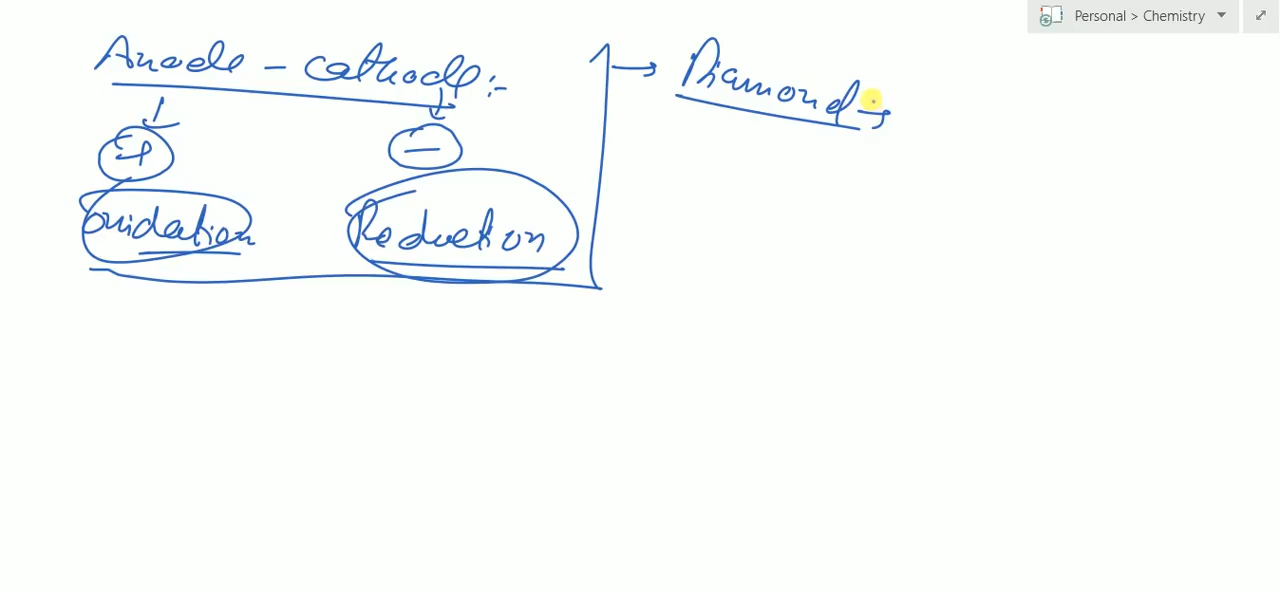 Personal > Chemistry
Anode - Cathode :-
+ -
Oxidation Reduction
→ Diamond →